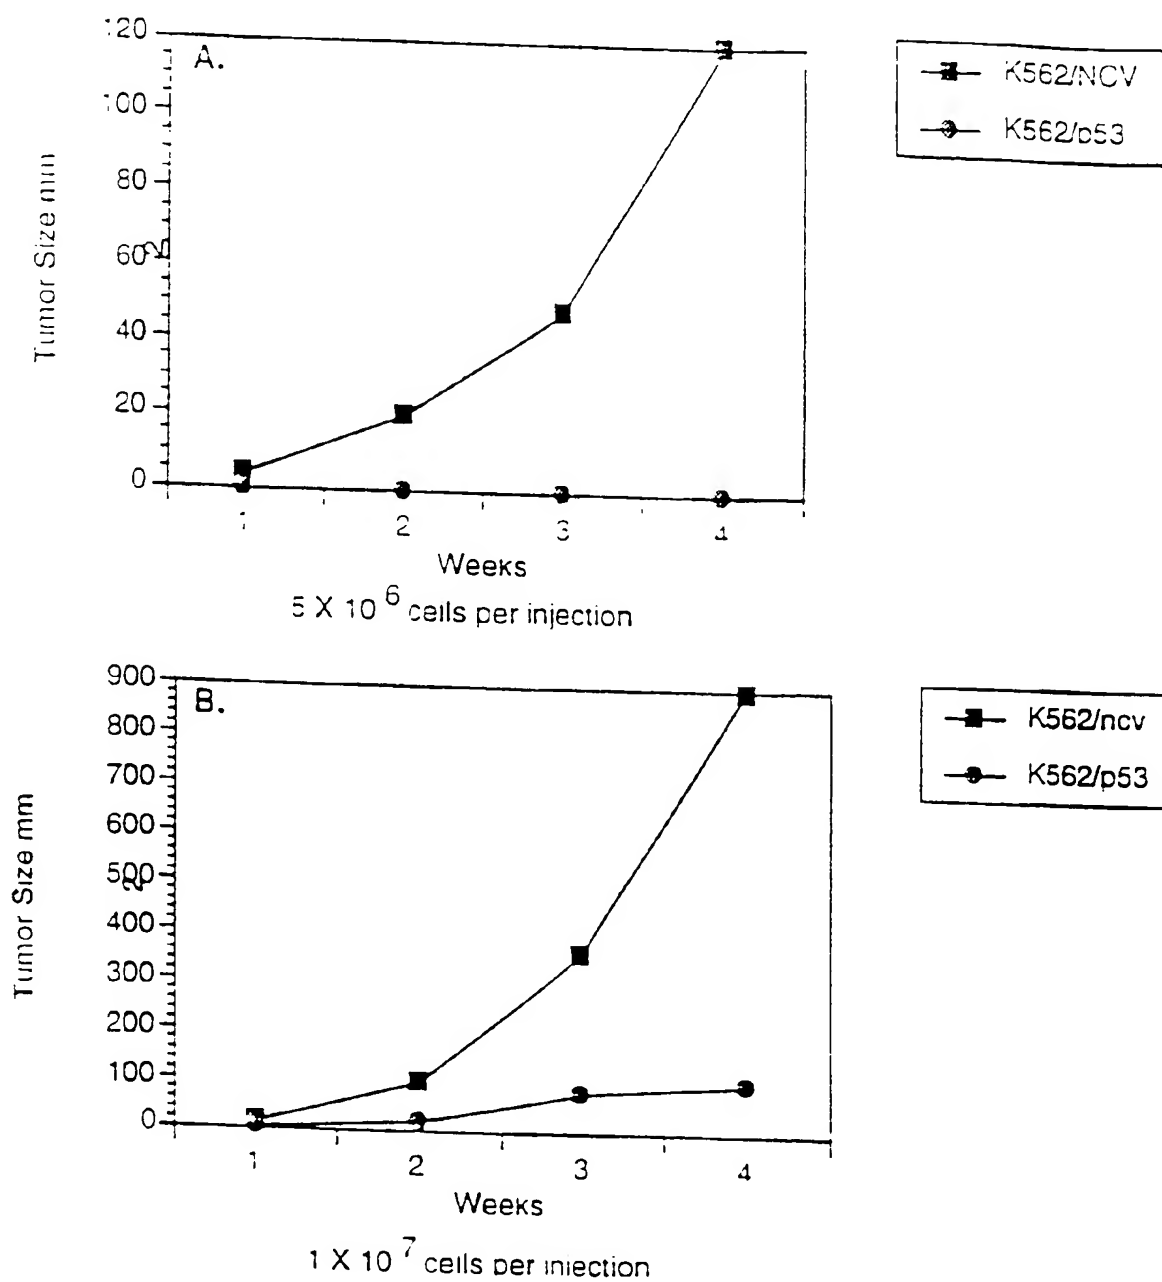 A.
120
100
80
60
40
20
0
Tumor Size mm
2
1 2 3 4
Weeks
5 X 10 6 cells per injection
K562/NCV
K562/p53
B.
900
800
700
600
500
400
300
200
100
0
Tumor Size mm
2
1 2 3 4
Weeks
1 X 10 7 cells per injection
K562/ncv
K562/p53